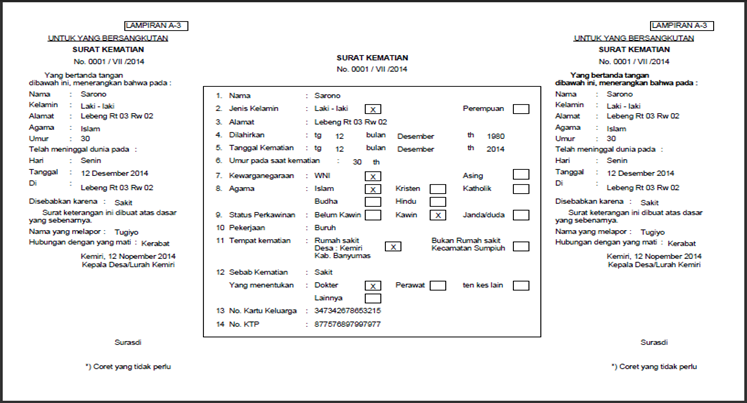 LAMPIRAN A-3
UNTUK YANG BERSANGKUTAN
SURAT KEMATIAN
No. 0001 / VII /2014
Yang bertanda tangan
dibawah ini, menerangkan bahwa pada :
Nama : Sarono
Kelamin : Laki - laki
Alamat : Lebeng Rt 03 Rw 02
Agama : Islam
Umur : 30
Telah meninggal dunia pada :
Hari : Senin
Tanggal : 12 Desember 2014
Di : Lebeng Rt 03 Rw 02
Disebabkan karena : Sakit
Surat keterangan ini dibuat atas dasar
yang sebenarnya.
Nama yang melapor : Tugiyo
Hubungan dengan yang mati : Kerabat
Kemiri, 12 Nopember 2014
Kepala Desa/Lurah Kemiri
Surasdi
*) Coret yang tidak perlu
SURAT KEMATIAN
No. 0001 / VII /2014
1. Nama : Sarono
2. Jenis Kelamin : Laki - laki X Perempuan
3. Alamat : Lebeng Rt 03 Rw 02
4. Dilahirkan : tg 12 bulan Desember th 1980
5. Tanggal Kematian : tg 12 bulan Desember th 2014
6. Umur pada saat kematian : 30 th
7. Kewarganegaraan : WNI X Asing
8. Agama : Islam X Kristen Katholik
Budha Hindu
9. Status Perkawinan : Belum Kawin Kawin X Janda/duda
10 Pekerjaan : Buruh
11 Tempat kematian : Rumah sakit Bukan Rumah sakit
Desa : Kemiri X Kecamatan Sumpiuh
Kab. Banyumas
12 Sebab Kematian : Sakit
Yang menentukan : Dokter X Perawat ten kes lain
Lainnya
13 No. Kartu Keluarga : 347342678653215
14 No. KTP : 877576897997977
LAMPIRAN A-3
UNTUK YANG BERSANGKUTAN
SURAT KEMATIAN
No. 0001 / VII /2014
Yang bertanda tangan
dibawah ini, menerangkan bahwa pada :
Nama : Sarono
Kelamin : Laki - laki
Alamat : Lebeng Rt 03 Rw 02
Agama : Islam
Umur : 30
Telah meninggal dunia pada :
Hari : Senin
Tanggal : 12 Desember 2014
Di : Lebeng Rt 03 Rw 02
Disebabkan karena : Sakit
Surat keterangan ini dibuat atas dasar
yang sebenarnya.
Nama yang melapor : Tugiyo
Hubungan dengan yang mati : Kerabat
Kemiri, 12 Nopember 2014
Kepala Desa/Lurah Kemiri
Surasdi
*) Coret yang tidak perlu